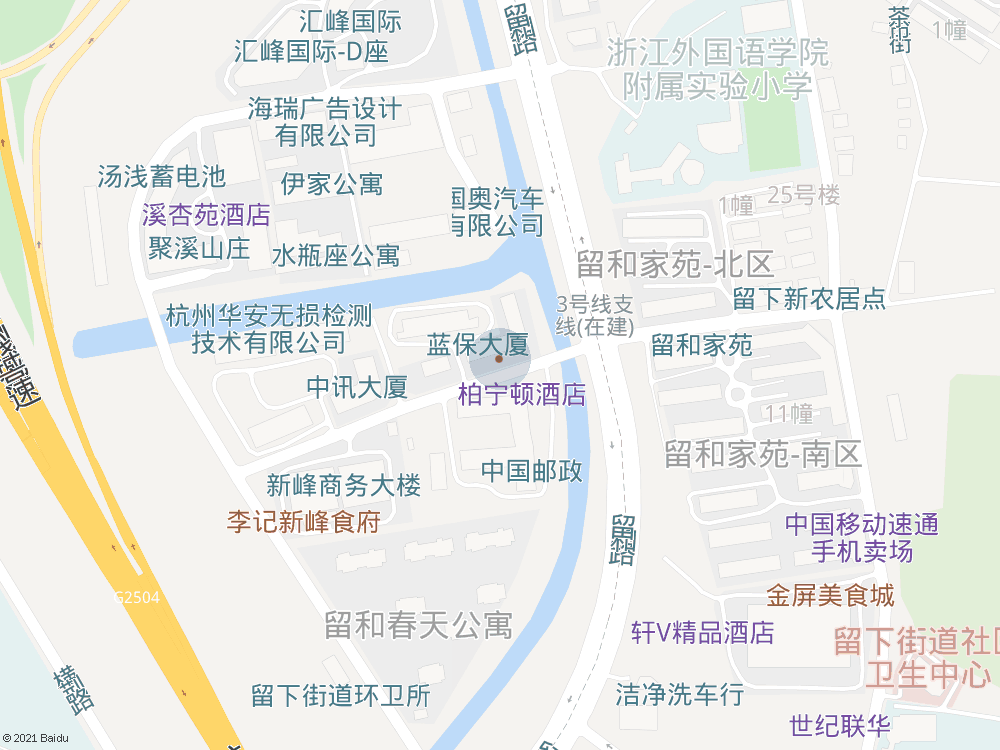 汇峰国际
汇峰国际-D座
留和路
茶市街
1幢
浙江外国语学院
附属实验小学
海瑞广告设计
有限公司
汤浅蓄电池
伊家公寓
国奥汽车
有限公司
1幢
25号楼
溪杏苑酒店
聚溪山庄
水瓶座公寓
留和家苑-北区
3号线支
线(在建)
留下新农居点
杭州华安无损检测
技术有限公司
蓝保大厦
留和家苑
中讯大厦
柏宁顿酒店
11幢
留和家苑-南区
新峰商务大楼
中国邮政
李记新峰食府
留和路
中国移动速通
手机卖场
G2504
金屏美食城
留和春天公寓
轩V精品酒店
留下街道社区
卫生中心
横路
留下街道环卫所
洁净洗车行
世纪联华
© 2021 Baidu